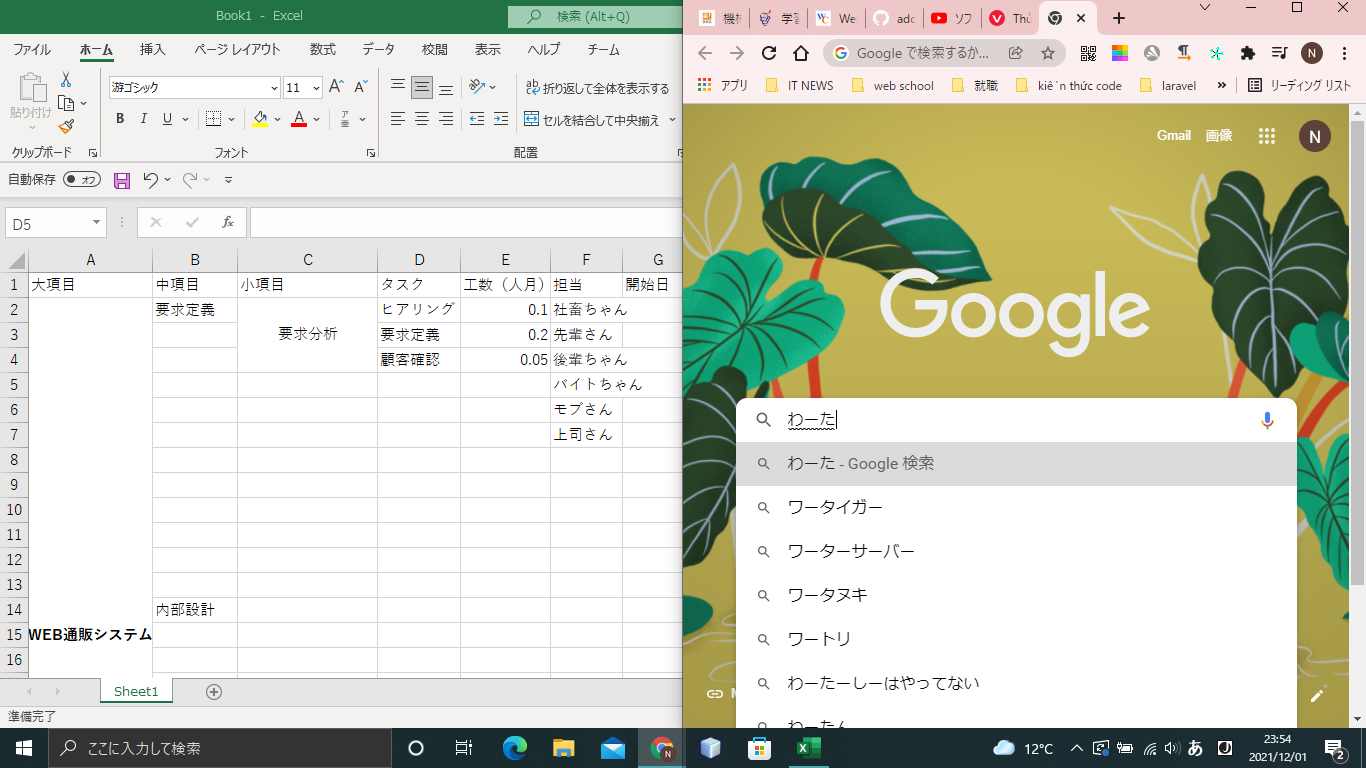 Book1 - Excel
検索 (Alt+Q)
ファイル ホーム 挿入 ページ レイアウト 数式 データ 校閲 表示 ヘルプ チーム
貼り付け
游ゴシック 11
折り返して全体を表示する
B I U
セルを結合して中央揃え
クリップボード フォント 配置
自動保存 オフ
D5 fx
A B C D E F G
1 大項目 中項目 小項目 タスク 工数（人月） 担当 開始日
2 要求定義 ヒアリング 0.1 社畜ちゃん
3 要求分析 要求定義 0.2 先輩さん
4 顧客確認 0.05 後輩ちゃん
5 バイトちゃん
6 モブさん
7 上司さん
8
9
10
11
12
13
14 内部設計
15 WEB通販システム
16
Sheet1
準備完了
機械 学習 We ado ソフ Thu
Google で検索するか...
N
アプリ IT NEWS web school 就職 kiê´n thức code laravel » リーディング リスト
Gmail 画像 N
Google
わーた
わーた - Google 検索
ワータイガー
ワーターサーバー
ワータヌキ
ワートリ
わーたーしーはやってない
わーたん
ここに入力して検索
12°C
あ
23:54
2021/12/01
2